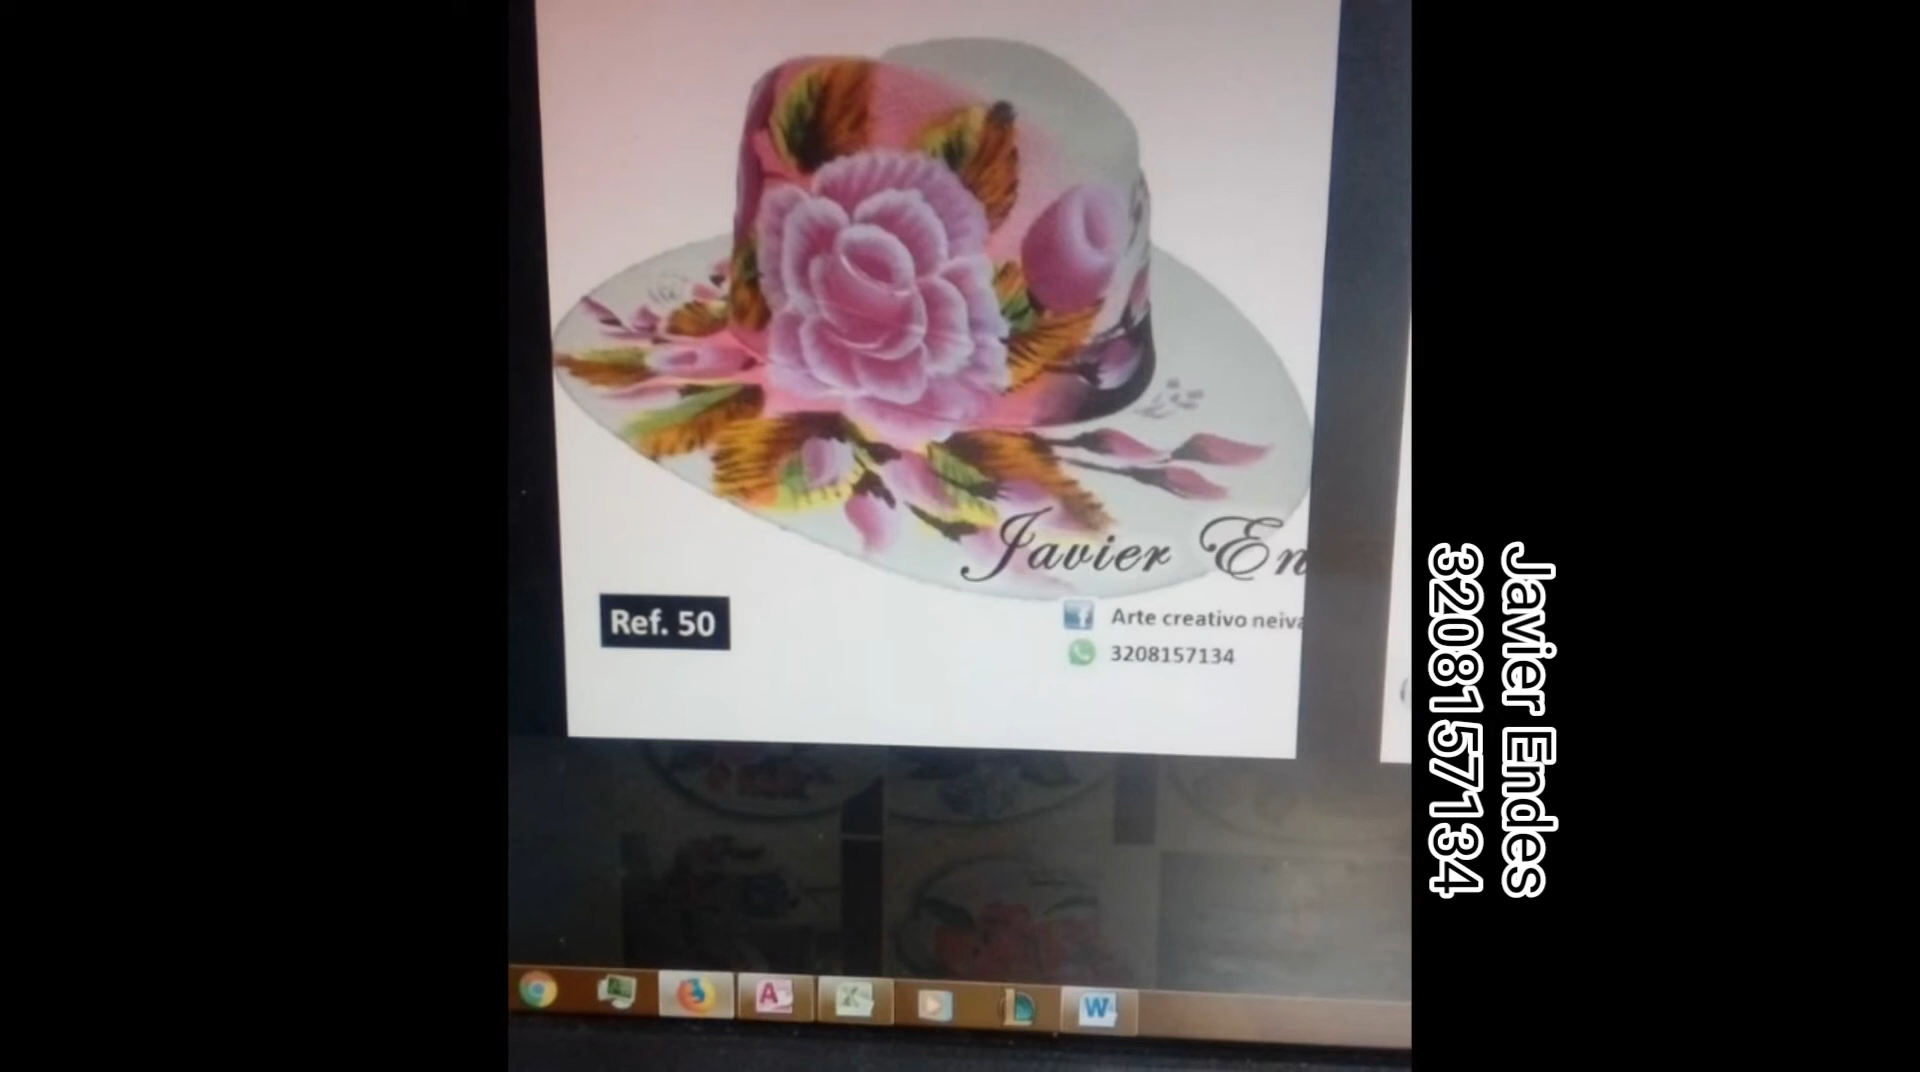 Javier En
Ref. 50
Arte creativo neiva
3208157134
Javier Endes
3208157134